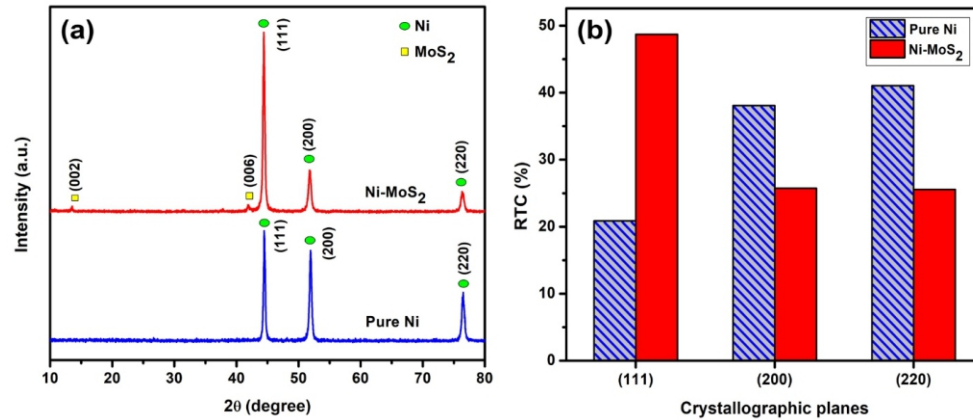 (a)
Ni
MoS2
(111)
(002)
(006)
(200)
(220)
Ni-MoS2
(111)
(200)
(220)
Pure Ni
Intensity (a.u.)
10 20 30 40 50 60 70 80
2θ (degree)
(b)
Pure Ni
Ni-MoS2
50
40
30
20
10
0
RTC (%)
(111) (200) (220)
Crystallographic planes